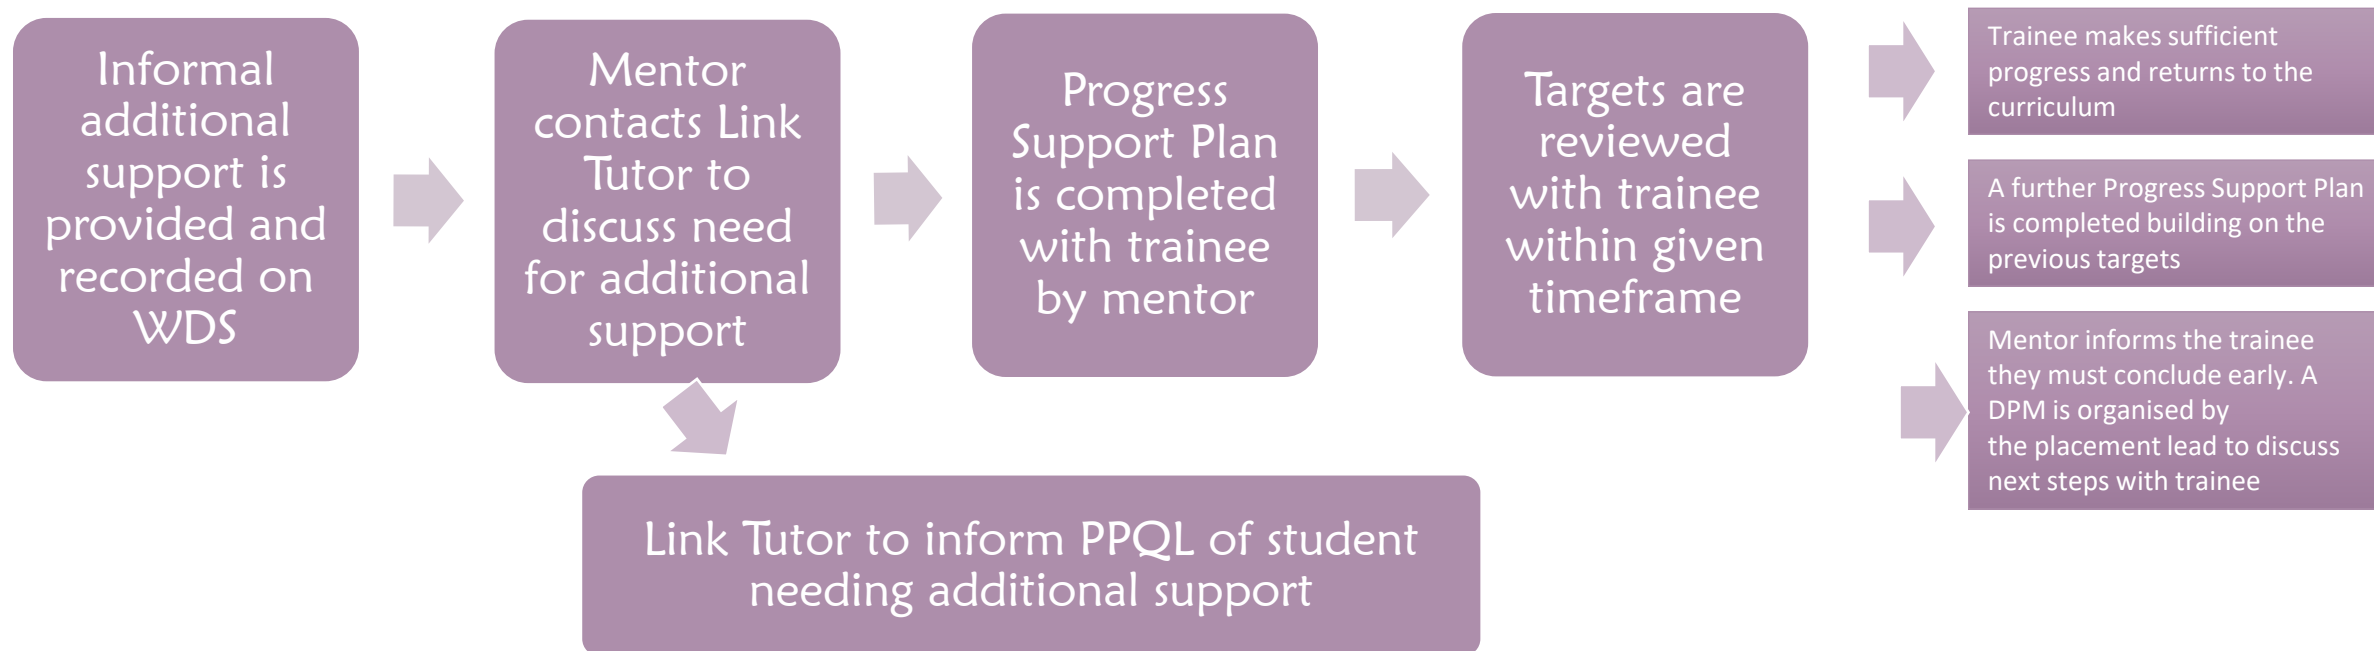 Informal
additional
support is
provided and
recorded on
WDS
Mentor
contacts Link
Tutor to
discuss need
for additional
support
Link Tutor to inform PPQL of student
needing additional support
Progress
Support Plan
is completed
with trainee
by mentor
Targets are
reviewed
with trainee
within given
timeframe
Trainee makes sufficient
progress and returns to the
curriculum
A further Progress Support Plan
is completed building on the
previous targets
Mentor informs the trainee
they must conclude early. A
DPM is organised by
the placement lead to discuss
next steps with trainee